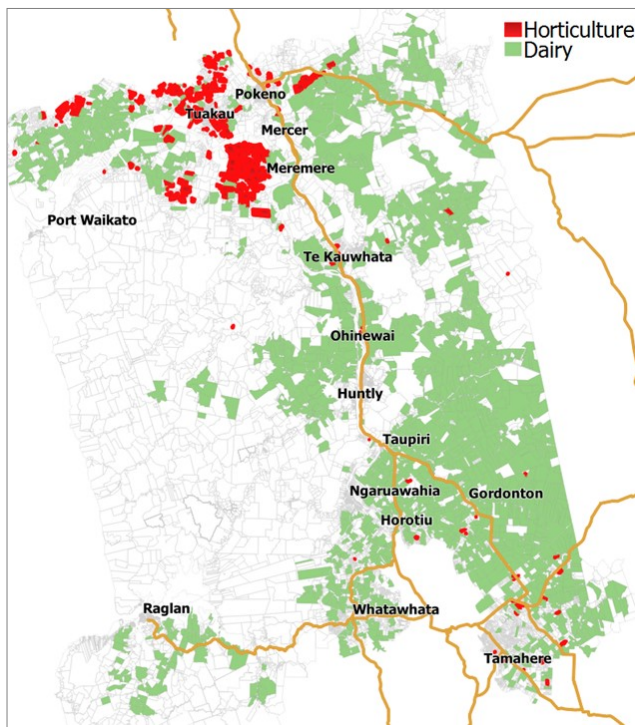 Horticulture
Dairy
Pokeno
Tuakau
Mercer
Meremere
Port Waikato
Te Kauwhata
Ohinewai
Huntly
Taupiri
Ngaruawahia
Gordonton
Horotiu
Raglan
Whatawhata
Tamahere